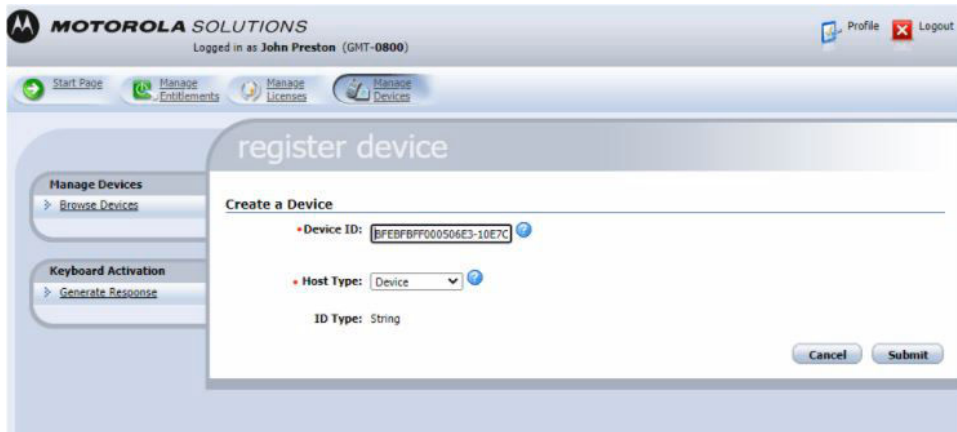 MOTOROLA SOLUTIONS
Logged in as John Preston (GMT-0800)
Profile
Logout
Start Page
Manage Entitlements
Manage Licenses
Manage Devices
register device
Manage Devices
Browse Devices
Keyboard Activation
Generate Response
Create a Device
•Device ID: BFEBFBFF000506E3-10E7C
• Host Type: Device
ID Type: String
Cancel
Submit